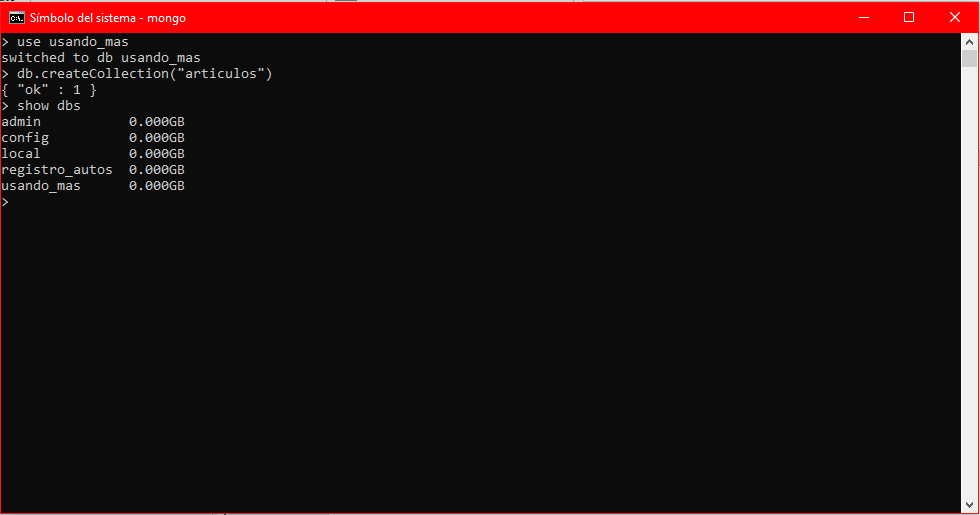 Símbolo del sistema - mongo
> use usando_mas
switched to db usando_mas
> db.createCollection("articulos")
{ "ok" : 1 }
> show dbs
admin           0.000GB
config          0.000GB
local           0.000GB
registro_autos  0.000GB
usando_mas      0.000GB
>